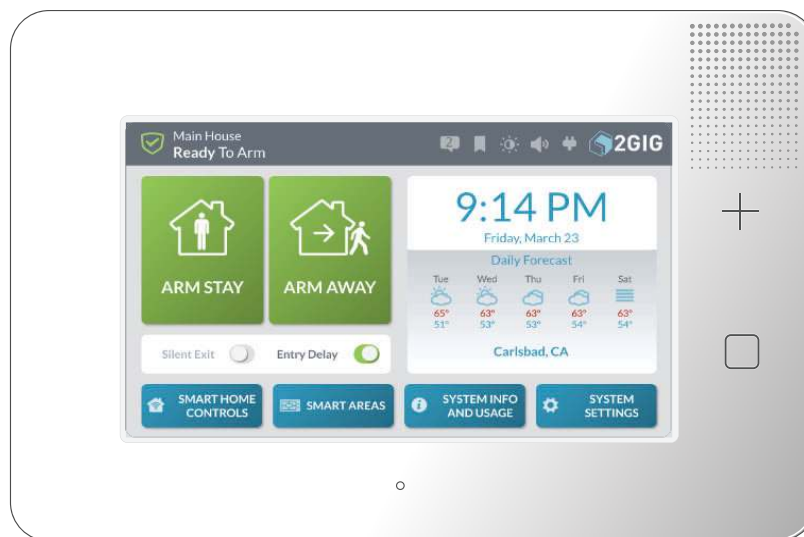 Main House
Ready To Arm
2
2GIG
ARM STAY
ARM AWAY
Silent Exit
Entry Delay
9:14 PM
Friday, March 23
Daily Forecast
Tue Wed Thu Fri Sat
65° 63° 63° 63° 63°
51° 53° 53° 54° 54°
Carlsbad, CA
SMART HOME
CONTROLS
SMART AREAS
SYSTEM INFO
AND USAGE
SYSTEM
SETTINGS